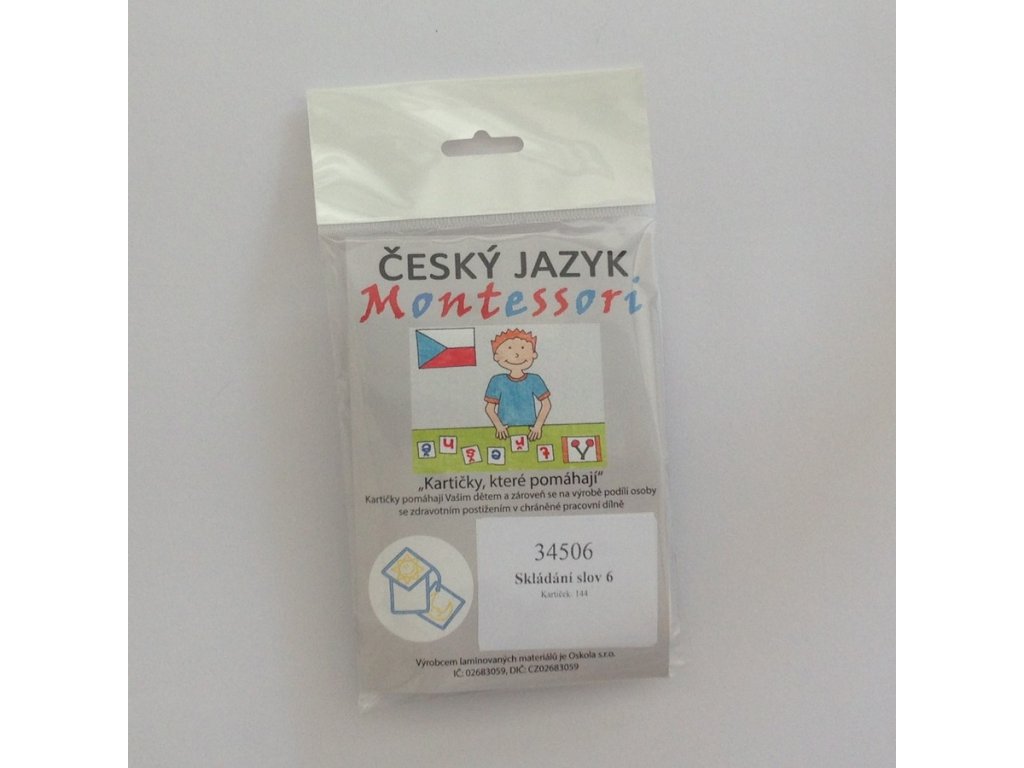 ČESKÝ JAZYK
Montessori
„Kartičky, které pomáhají"
Kartičky pomáhají Vašim dětem a zároveň se na výrobě podílí osoby
se zdravotním postižením v chráněné pracovní dílně
34506
Skládání slov 6
Kartiček: 144
Výrobcem laminovaných materiálů je Oskola s.r.o.
IČ: 02683059, DIČ: CZ02683059